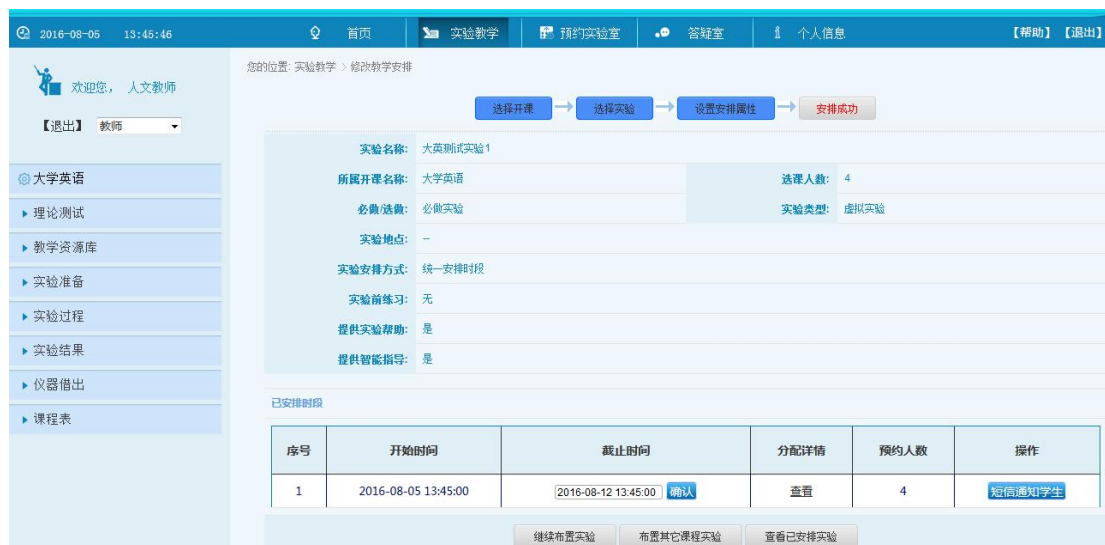 2016-08-05 13:45:46 首页 实验教学 预约实验室 答疑室 个人信息 【帮助】 【退出】
欢迎您， 人文教师
【退出】 教师
大学英语
理论测试
教学资源库
实验准备
实验过程
实验结果
仪器借出
课程表
您的位置: 实验教学 > 修改教学安排
选择开课 选择实验 设置安排属性 安排成功
实验名称: 大英测试实验1
所属开课名称: 大学英语 选课人数: 4
必做/选做: 必做实验 实验类型: 虚拟实验
实验地点: —
实验安排方式: 统一安排时段
实验前练习: 无
提供实验帮助: 是
提供智能指导: 是
已安排时段
序号 开始时间 截止时间 分配详情 预约人数 操作
1 2016-08-05 13:45:00 2016-08-12 13:45:00 确认 查看 4 短信通知学生
继续布置实验 布置其它课程实验 查看已安排实验